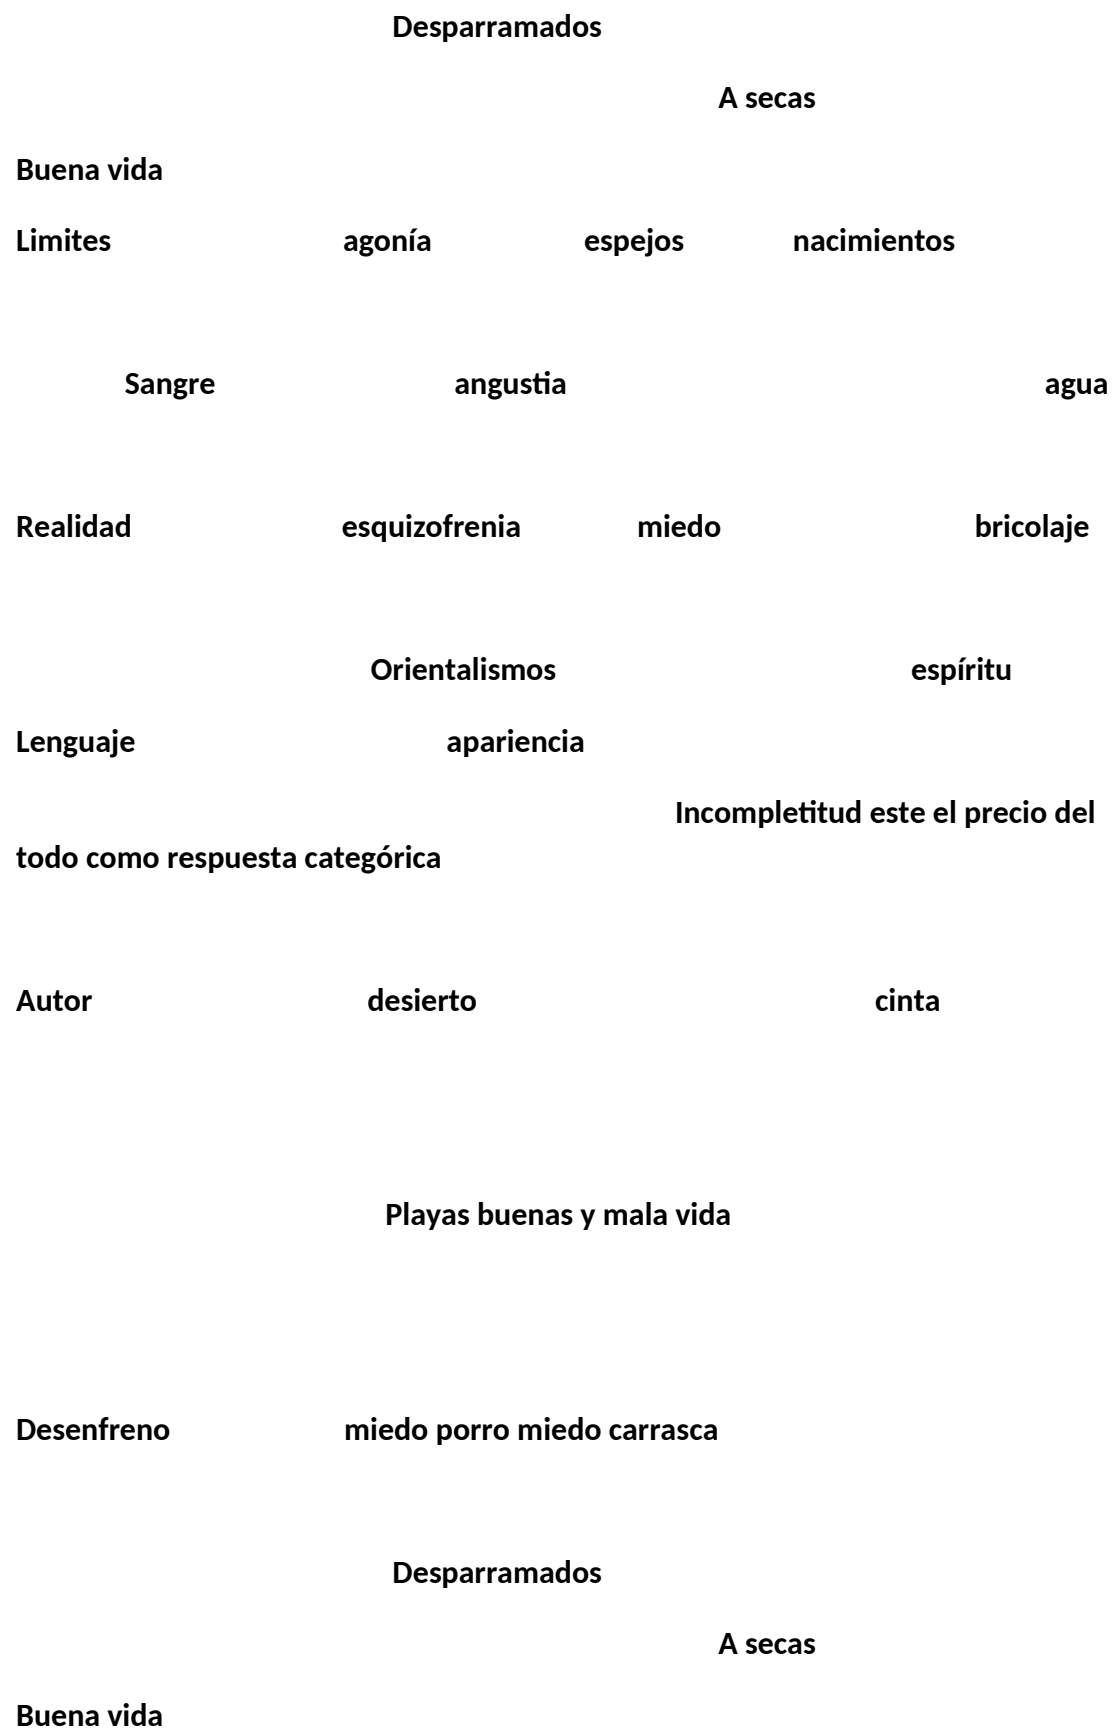 Desparramados
A secas
Buena vida
Limites agonía espejos nacimientos
Sangre angustia agua
Realidad esquizofrenia miedo bricolaje
Orientalismos espíritu
Lenguaje apariencia
Incompletitud este el precio del
todo como respuesta categórica
Autor desierto cinta
Playas buenas y mala vida
Desenfreno miedo porro miedo carrasca
Desparramados
A secas
Buena vida